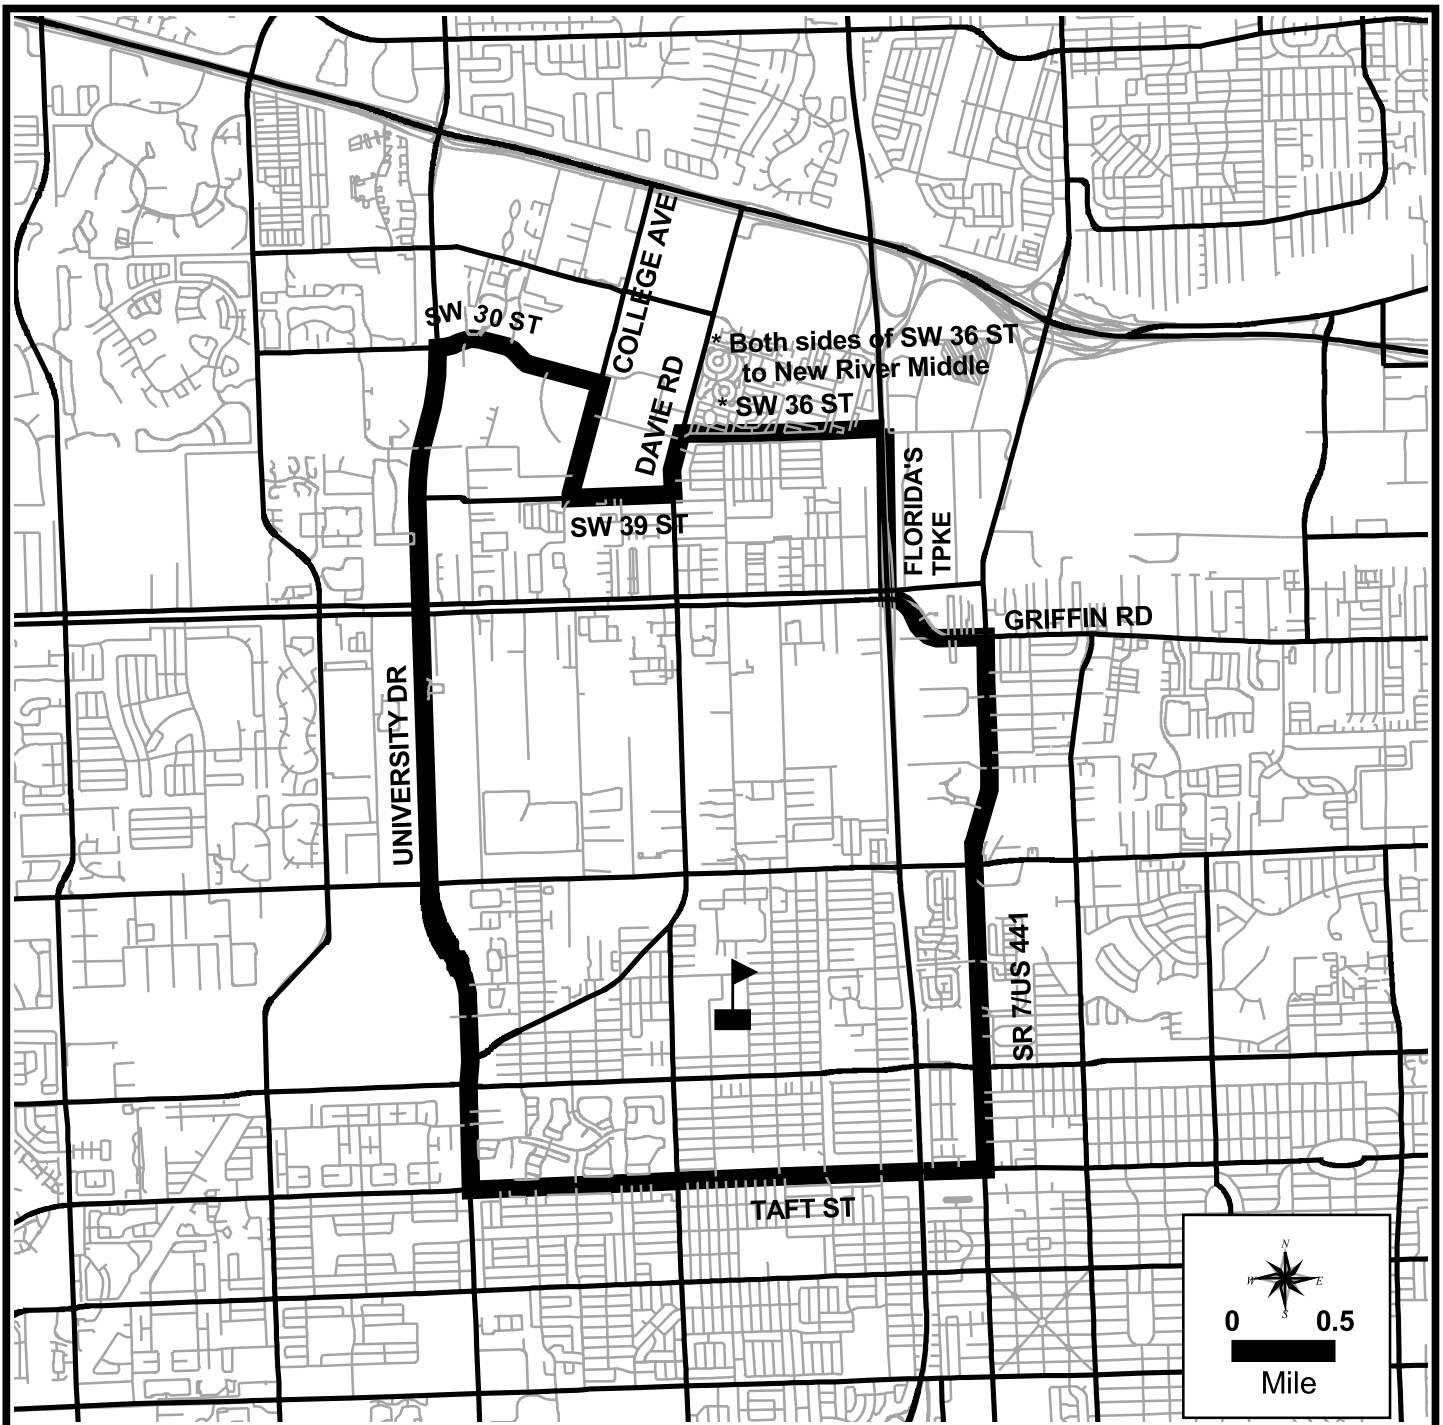 COLLEGE AVE
SW 30 ST
* Both sides of SW 36 ST
to New River Middle
* SW 36 ST
DAVIE RD
SW 39 ST
FLORIDA'S
TPKE
GRIFFIN RD
UNIVERSITY DR
SR 7/US 441
TAFT ST
N
W E
S
0 0.5
Mile